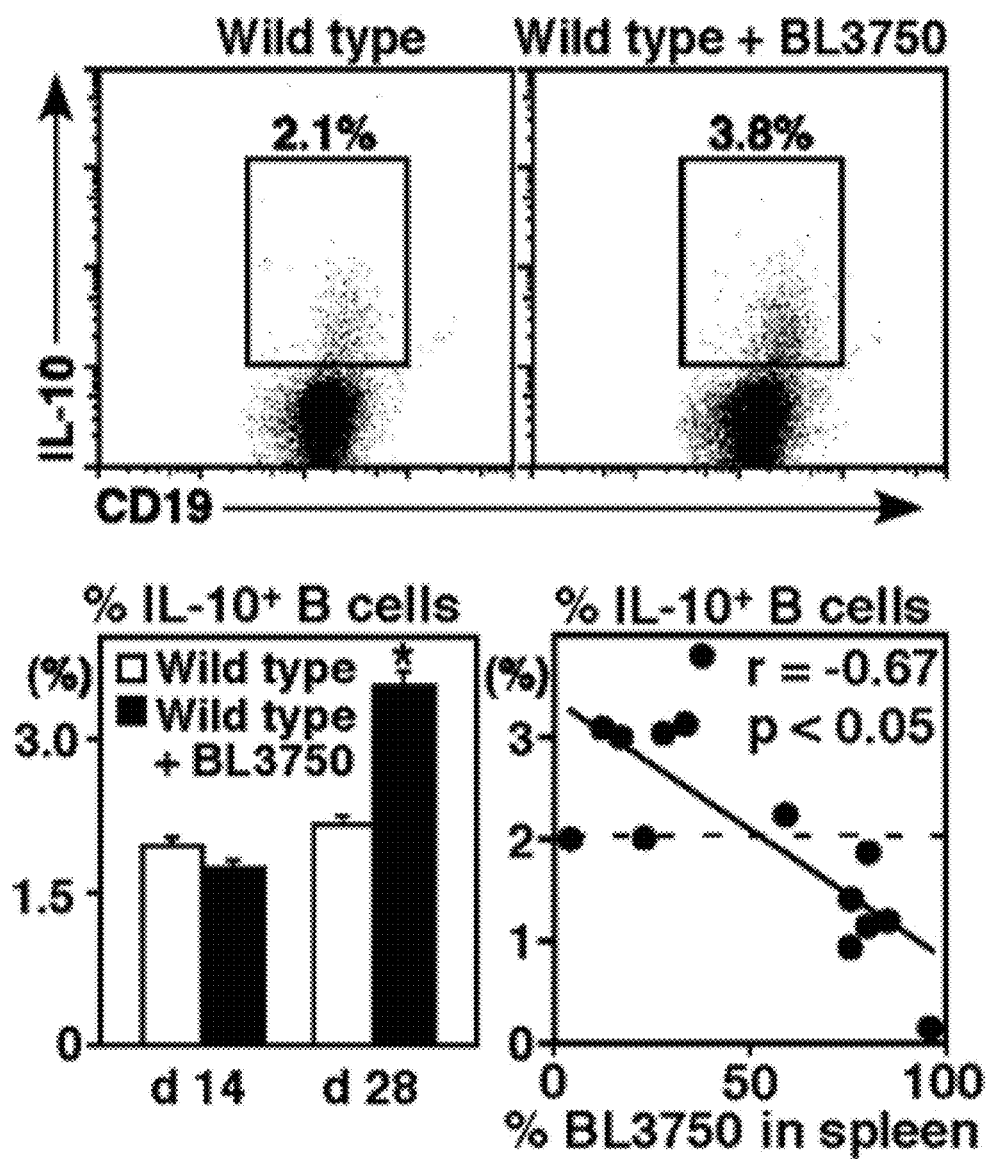 Wild type
Wild type + BL3750
2.1%
3.8%
IL-10
CD19
% IL-10⁺ B cells
(%)
Wild type
Wild type
+ BL3750
*
3.0
1.5
0
d 14
d 28
% IL-10⁺ B cells
(%)
r = -0.67
p < 0.05
3
2
1
0
0
50
100
% BL3750 in spleen